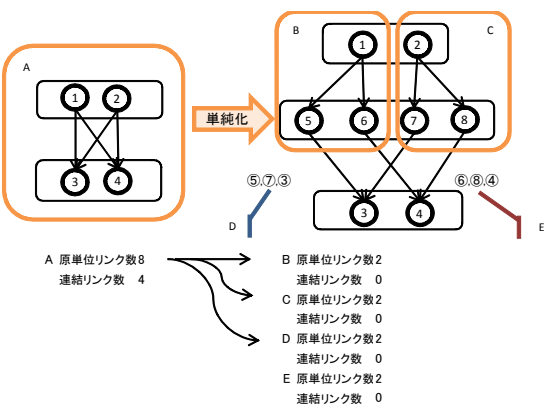 A
1 2
3 4
単純化
B
C
1 2
5 6 7 8
3 4
⑤,⑦,③
⑥,⑧,④
D
E
A 原単位リンク数8
連結リンク数 4
B 原単位リンク数2
連結リンク数 0
C 原単位リンク数2
連結リンク数 0
D 原単位リンク数2
連結リンク数 0
E 原単位リンク数2
連結リンク数 0